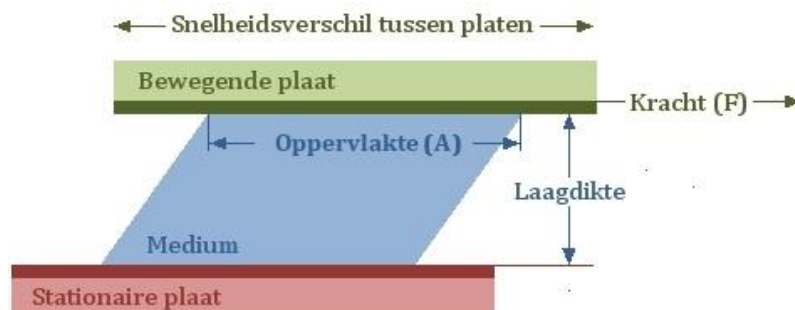 Snelheidsverschil tussen platen
Bewegende plaat
Kracht (F)
Oppervlakte (A)
Laagdikte
Medium
Stationaire plaat